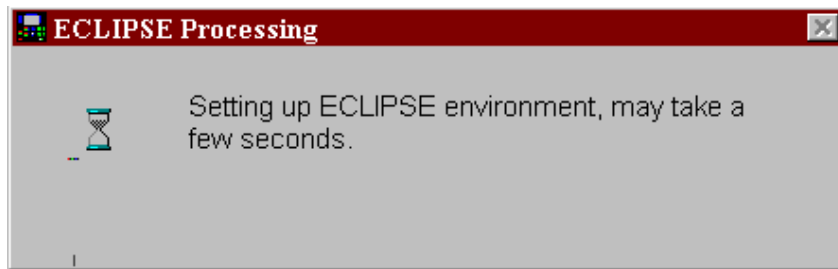 ECLIPSE Processing
Setting up ECLIPSE environment, may take a
few seconds.